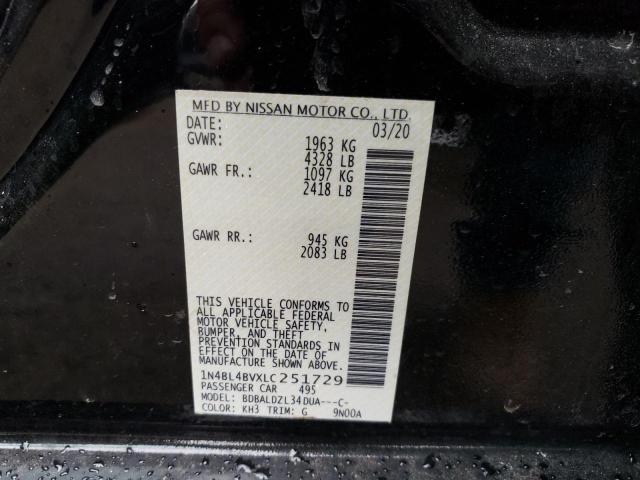 MFD BY NISSAN MOTOR CO., LTD.
DATE: 03/20
GVWR: 1963 KG
4328 LB
GAWR FR.: 1097 KG
2418 LB
GAWR RR.: 945 KG
2083 LB
THIS VEHICLE CONFORMS TO
ALL APPLICABLE FEDERAL
MOTOR VEHICLE SAFETY,
BUMPER, AND THEFT
PREVENTION STANDARDS IN
EFFECT ON THE DATE OF
MANUFACTURE SHOWN ABOVE.
1N4BL4BVXLC251729
PASSENGER CAR 495
MODEL: BDBALDZL34DUA---C-
COLOR: KH3 TRIM: G 9N00A